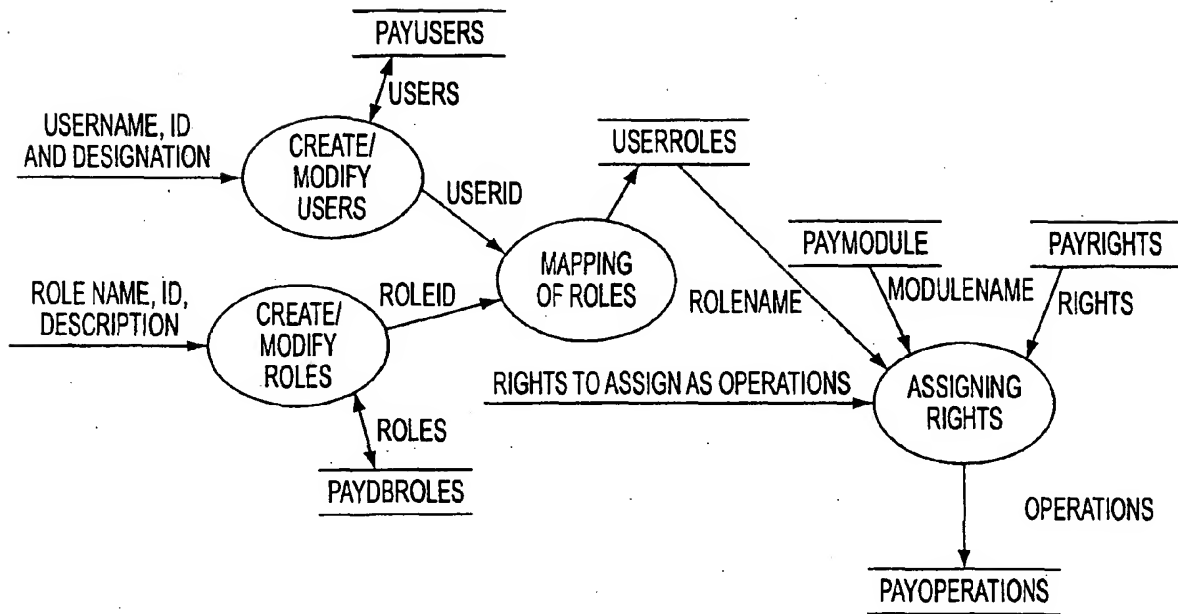 PAYUSERS
USERS
USERNAME, ID
AND DESIGNATION
CREATE/
MODIFY
USERS
USERID
USERROLES
MAPPING
OF ROLES
PAYMODULE
PAYRIGHTS
ROLE NAME, ID,
DESCRIPTION
CREATE/
MODIFY
ROLES
ROLEID
ROLENAME
MODULENAME
RIGHTS
RIGHTS TO ASSIGN AS OPERATIONS
ASSIGNING
RIGHTS
ROLES
PAYDBROLES
OPERATIONS
PAYOPERATIONS